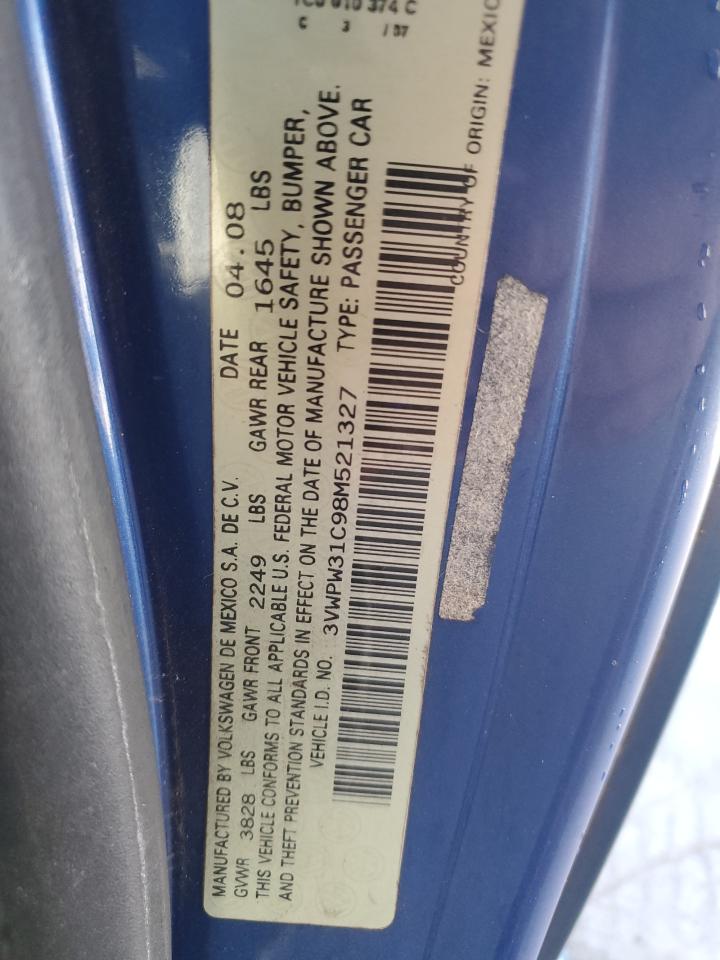 MANUFACTURED BY VOLKSWAGEN DE MEXICO S.A. DE C.V. DATE 04.08
GVWR 3828 LBS GAWR FRONT 2249 LBS GAWR REAR 1645 LBS
THIS VEHICLE CONFORMS TO ALL APPLICABLE U.S. FEDERAL MOTOR VEHICLE SAFETY, BUMPER,
AND THEFT PREVENTION STANDARDS IN EFFECT ON THE DATE OF MANUFACTURE SHOWN ABOVE.
VEHICLE I.D. NO. 3VWPW31C98M521327 TYPE: PASSENGER CAR
COUNTRY OF ORIGIN: MEXIC
374 C
C 3 /37